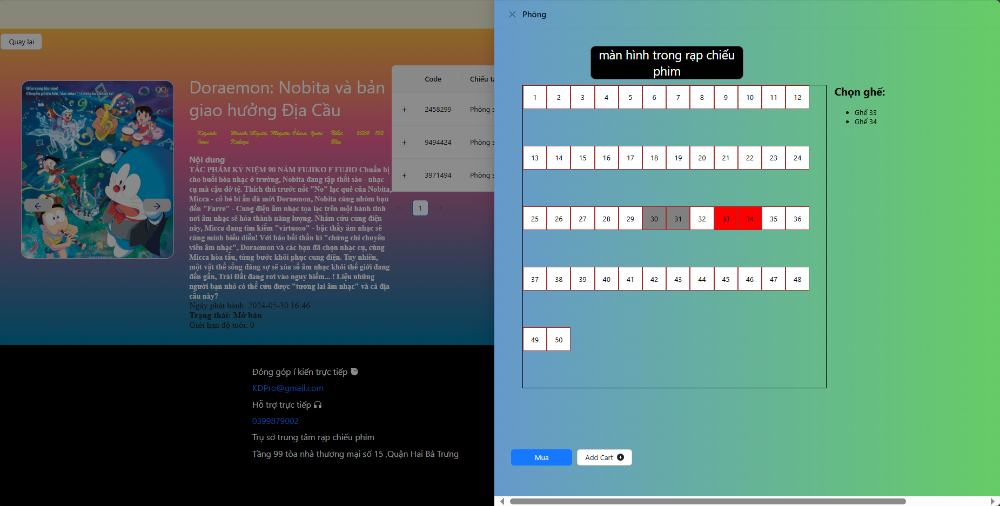 Quay lại
Hòa vang lên nào!
Chuyến phiêu lưu "âm nhạc" vĩ đại của chúng ta!
90
Doraemon: Nobita và bản
giao hưởng Địa Cầu
Kazuaki
Imai
Wasabi Mizuta, Megumi Ôhara, Yumi
Kakazu
Nhật
Bản
2024
132
Nội dung
TÁC PHẨM KỶ NIỆM 90 NĂM FUJIKO F FUJIO Chuẩn bị
cho buổi hòa nhạc ở trường, Nobita đang tập thổi sáo - nhạc
cụ mà cậu dở tệ. Thích thú trước nốt "No" lạc quẻ của Nobita,
Micca - cô bé bí ẩn đã mời Doraemon, Nobita cùng nhóm bạn
đến "Farre" - Cung điện âm nhạc tọa lạc trên một hành tinh
nơi âm nhạc sẽ hóa thành năng lượng. Nhằm cứu cung điện
này, Micca đang tìm kiếm "virtuoso" - bậc thầy âm nhạc sẽ
cùng mình biểu diễn! Với bảo bối thần kì "chứng chỉ chuyên
viên âm nhạc", Doraemon và các bạn đã chọn nhạc cụ, cùng
Micca hòa tấu, từng bước khôi phục cung điện. Tuy nhiên,
một vật thể sống đáng sợ sẽ xóa số âm nhạc khỏi thế giới đang
đến gần, Trái Đất đang rơi vào nguy hiểm... ! Liệu những
người bạn nhỏ có thể cứu được "tương lai âm nhạc" và cả địa
cầu này?
Ngày phát hành: 2024-05-30 16:46
Trạng thái: Mở bán
Giới hạn độ tuổi: 0
Code Chiếu tạ
+ 2458299 Phòng s
+ 9494424 Phòng s
+ 3971494 Phòng s
1
Đóng góp í kiến trực tiếp
KDPro@gmail.com
Hỗ trợ trực tiếp
0399879002
Trụ sở trung tâm rạp chiếu phim
Tầng 99 tòa nhà thương mại số 15 ,Quận Hai Bà Trưng
Phòng
màn hình trong rạp chiếu
phim
1 2 3 4 5 6 7 8 9 10 11 12
13 14 15 16 17 18 19 20 21 22 23 24
25 26 27 28 29 30 31 32 33 34 35 36
37 38 39 40 41 42 43 44 45 46 47 48
49 50
Chọn ghế:
Ghế 33
Ghế 34
Mua
Add Cart